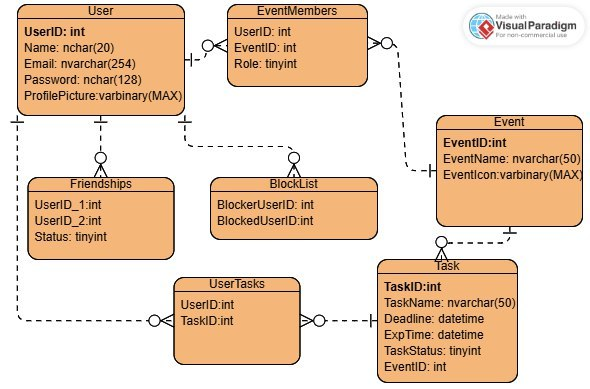 User
UserID: int
Name: nchar(20)
Email: nvarchar(254)
Password: nchar(128)
ProfilePicture:varbinary(MAX)
EventMembers
UserID: int
EventID: int
Role: tinyint
Made with
Visual Paradigm
For non-commercial use
Event
EventID:int
EventName: nvarchar(50)
EventIcon:varbinary(MAX)
Friendships
UserID_1:int
UserID_2:int
Status: tinyint
BlockList
BlockerUserID: int
BlockedUserID:int
UserTasks
UserID:int
TaskID:int
Task
TaskID:int
TaskName: nvarchar(50)
Deadline: datetime
ExpTime: datetime
TaskStatus: tinyint
EventID: int